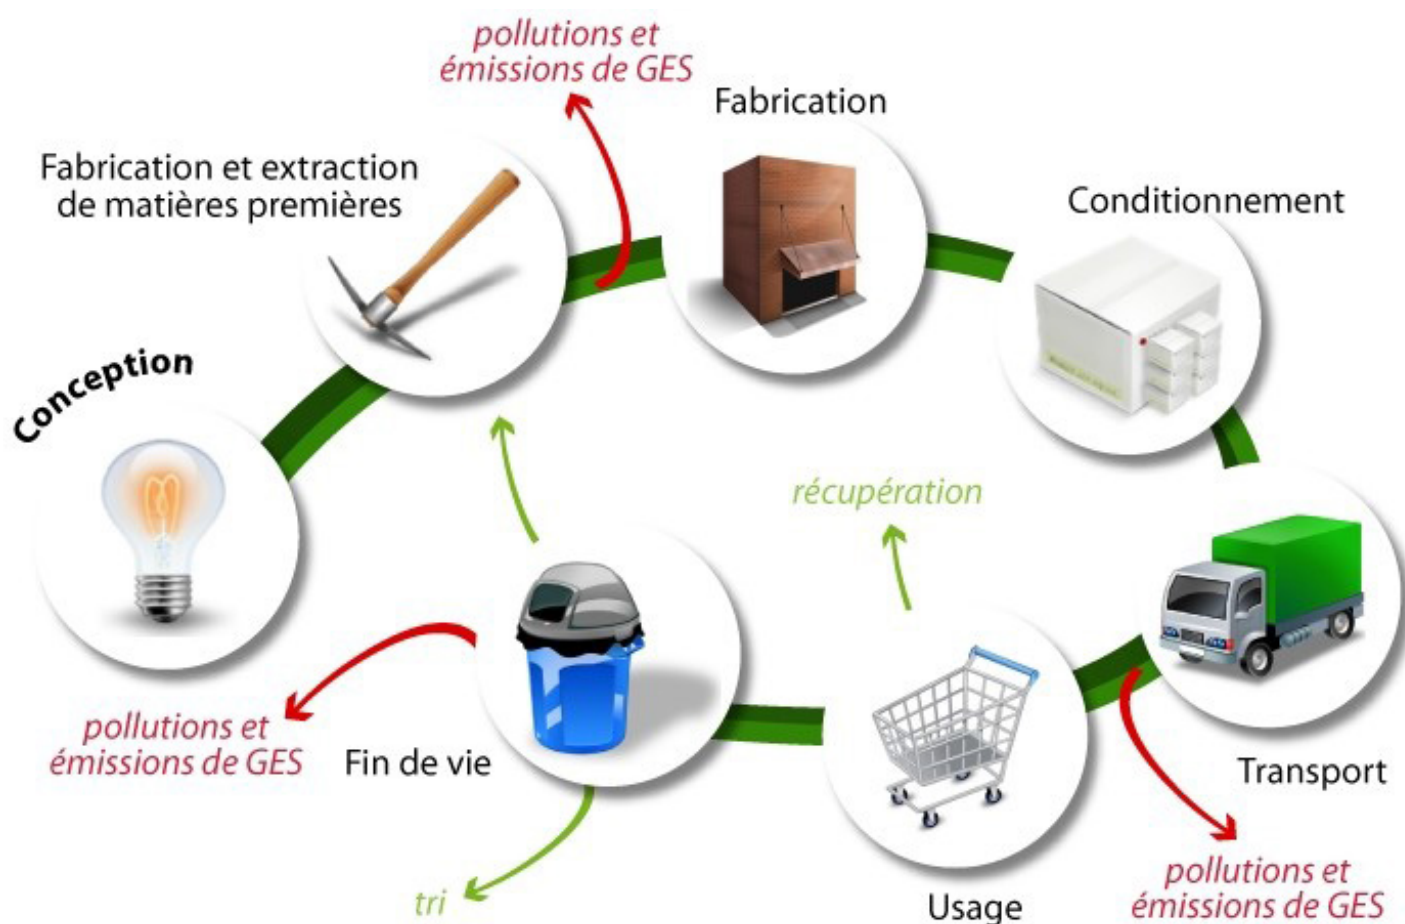 pollutions et
émissions de GES
Fabrication
Fabrication et extraction
de matières premières
Conditionnement
Conception
récupération
pollutions et
émissions de GES
Fin de vie
Transport
tri
Usage
pollutions et
émissions de GES